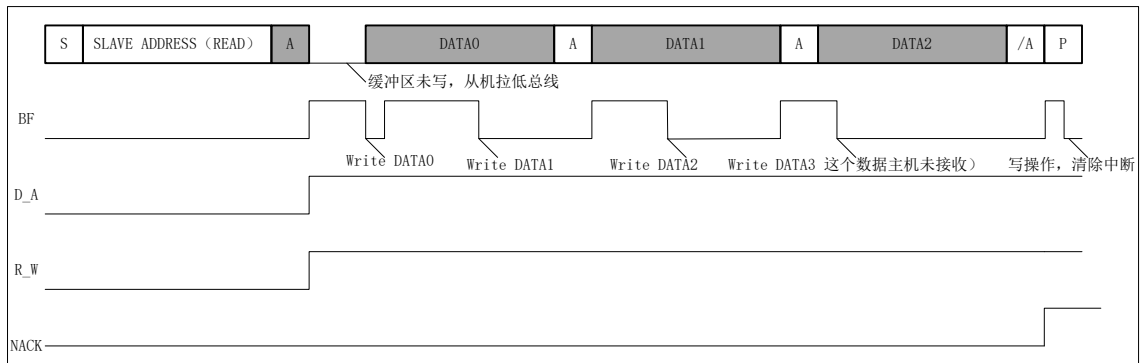 S SLAVE ADDRESS（READ） A DATA0 A DATA1 A DATA2 /A P
缓冲区未写，从机拉低总线
BF
Write DATA0 Write DATA1 Write DATA2 Write DATA3 这个数据主机未接收） 写操作，清除中断
D_A
R_W
NACK